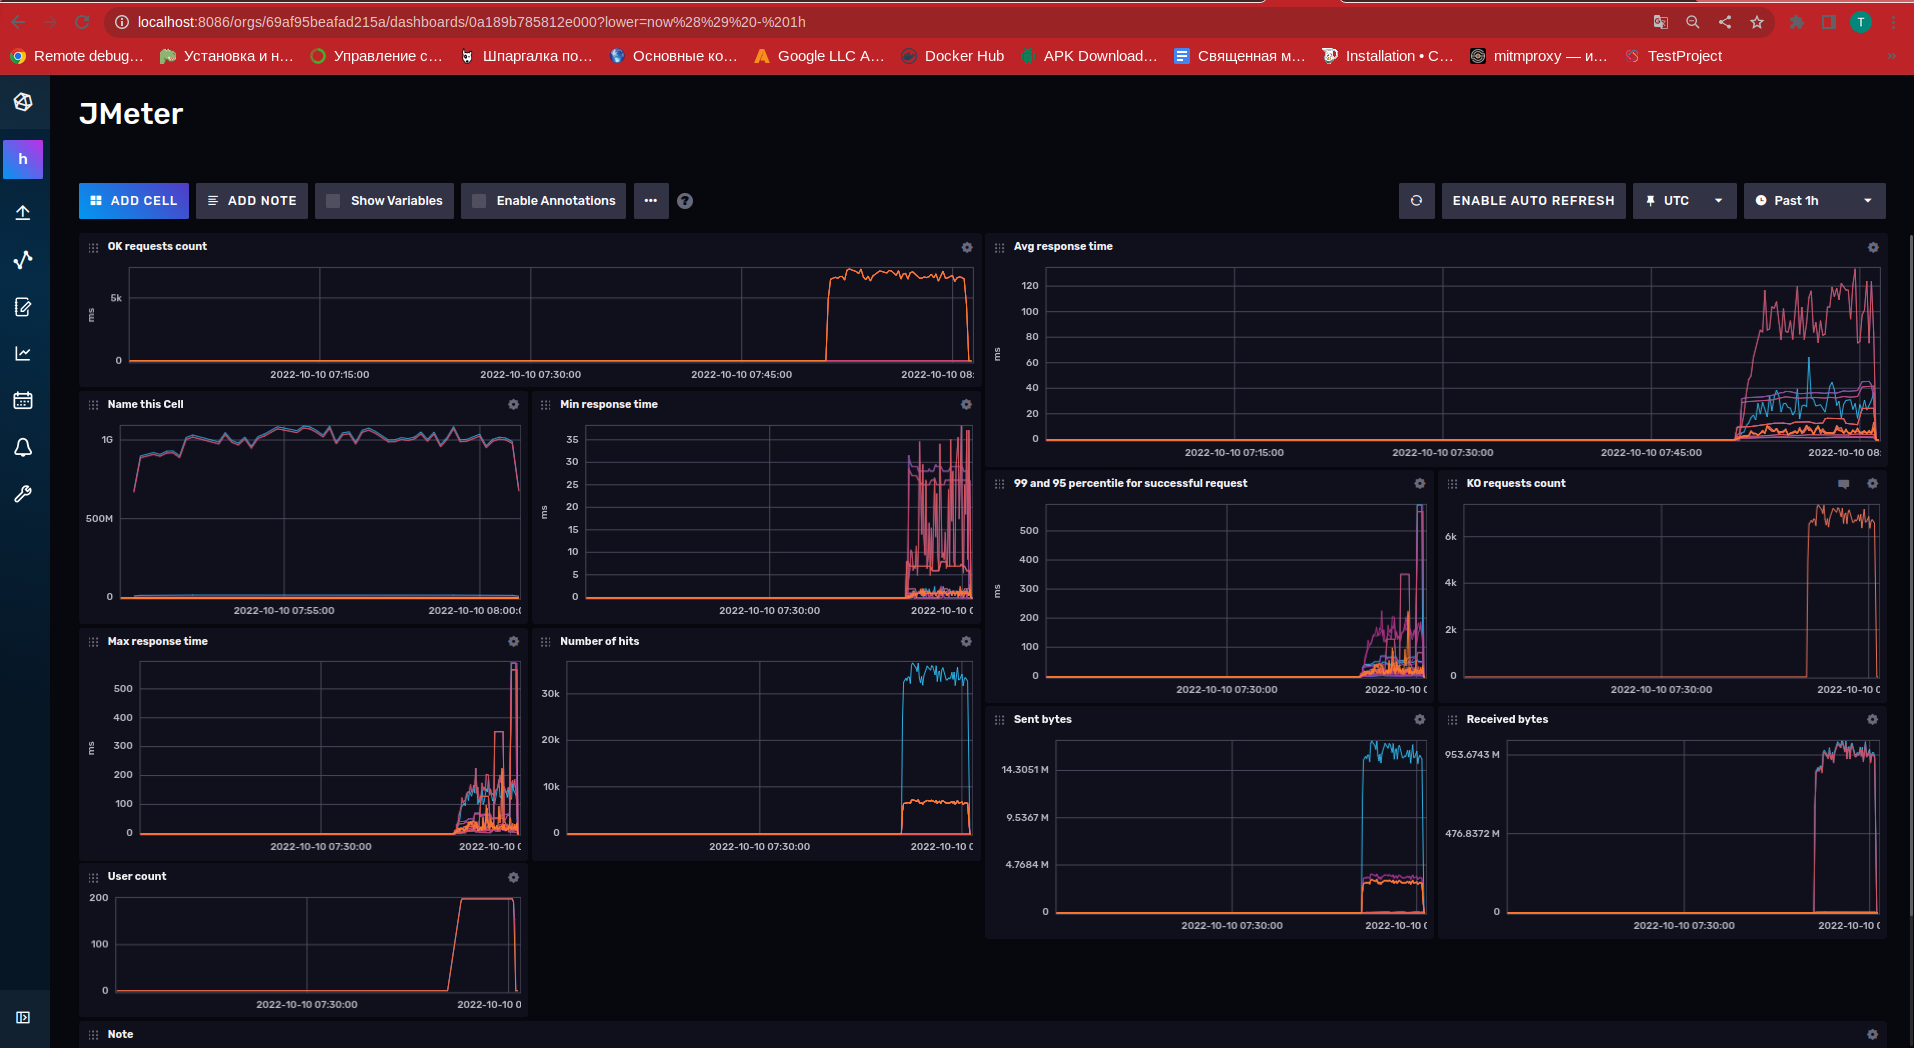 localhost:8086/orgs/69af95beafad215a/dashboards/0a189b785812e000?lower=now%28%29%20-%201h
T
Remote debug… Установка и н… Управление с… Шпаргалка по… Основные ко… Google LLC A… Docker Hub APK Download… Священная м… Installation • C… mitmproxy — и… TestProject »
JMeter
h
ADD CELL ADD NOTE Show Variables Enable Annotations ••• ? ENABLE AUTO REFRESH UTC Past 1h
OK requests count
ms
5k
0
2022-10-10 07:15:00 2022-10-10 07:30:00 2022-10-10 07:45:00 2022-10-10 08:
Avg response time
ms
120
100
80
60
40
20
0
2022-10-10 07:15:00 2022-10-10 07:30:00 2022-10-10 07:45:00 2022-10-10 08:
Name this Cell
1G
500M
0
2022-10-10 07:55:00 2022-10-10 08:00:0
Min response time
ms
35
30
25
20
15
10
5
0
2022-10-10 07:30:00 2022-10-10 0
99 and 95 percentile for successful request
ms
500
400
300
200
100
0
2022-10-10 07:30:00 2022-10-10 0
KO requests count
6k
4k
2k
0
2022-10-10 07:30:00 2022-10-10 0
Max response time
ms
500
400
300
200
100
0
2022-10-10 07:30:00 2022-10-10 0
Number of hits
30k
20k
10k
0
2022-10-10 07:30:00 2022-10-10 0
Sent bytes
14.3051 M
9.5367 M
4.7684 M
0
2022-10-10 07:30:00 2022-10-10 0
Received bytes
953.6743 M
476.8372 M
0
2022-10-10 07:30:00 2022-10-10 0
User count
200
100
0
2022-10-10 07:30:00 2022-10-10 0
Note